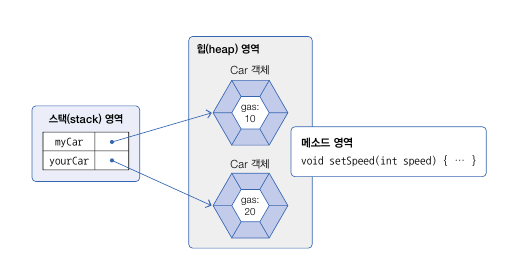 스택(stack) 영역
myCar
yourCar
힙(heap) 영역
Car 객체
gas:
10
Car 객체
gas:
20
메소드 영역
void setSpeed(int speed) { … }